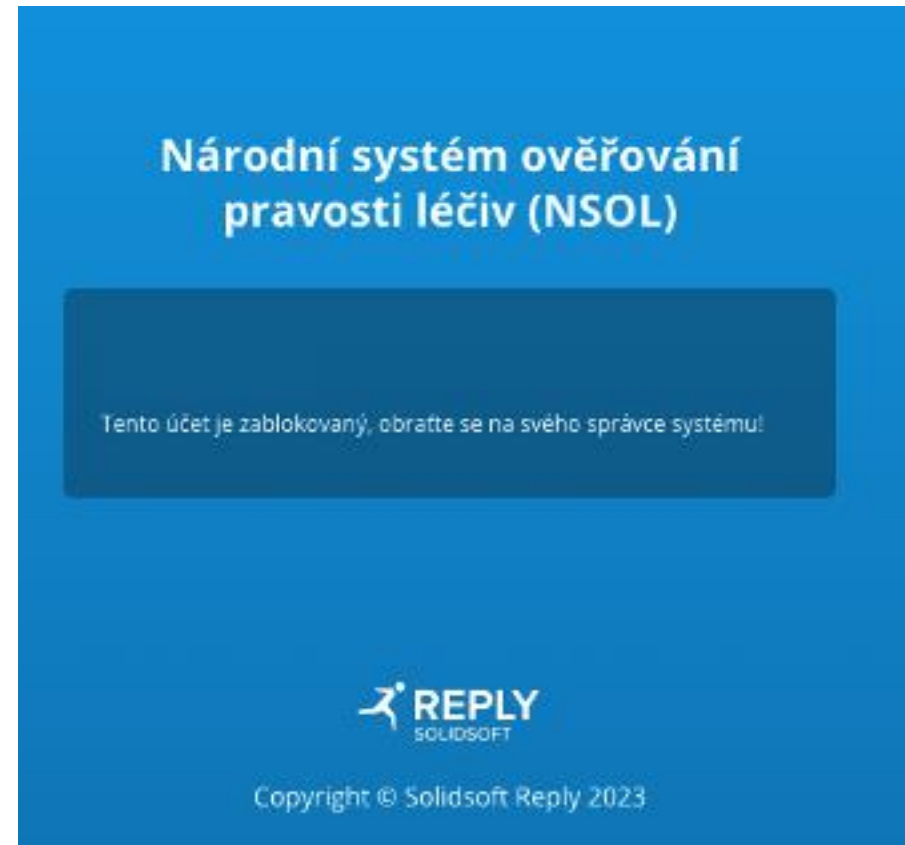 Národní systém ověřování
pravosti léčiv (NSOL)
Tento účet je zablokovaný, obraťte se na svého správce systému!
REPLY
SOLIDSOFT
Copyright © Solidsoft Reply 2023